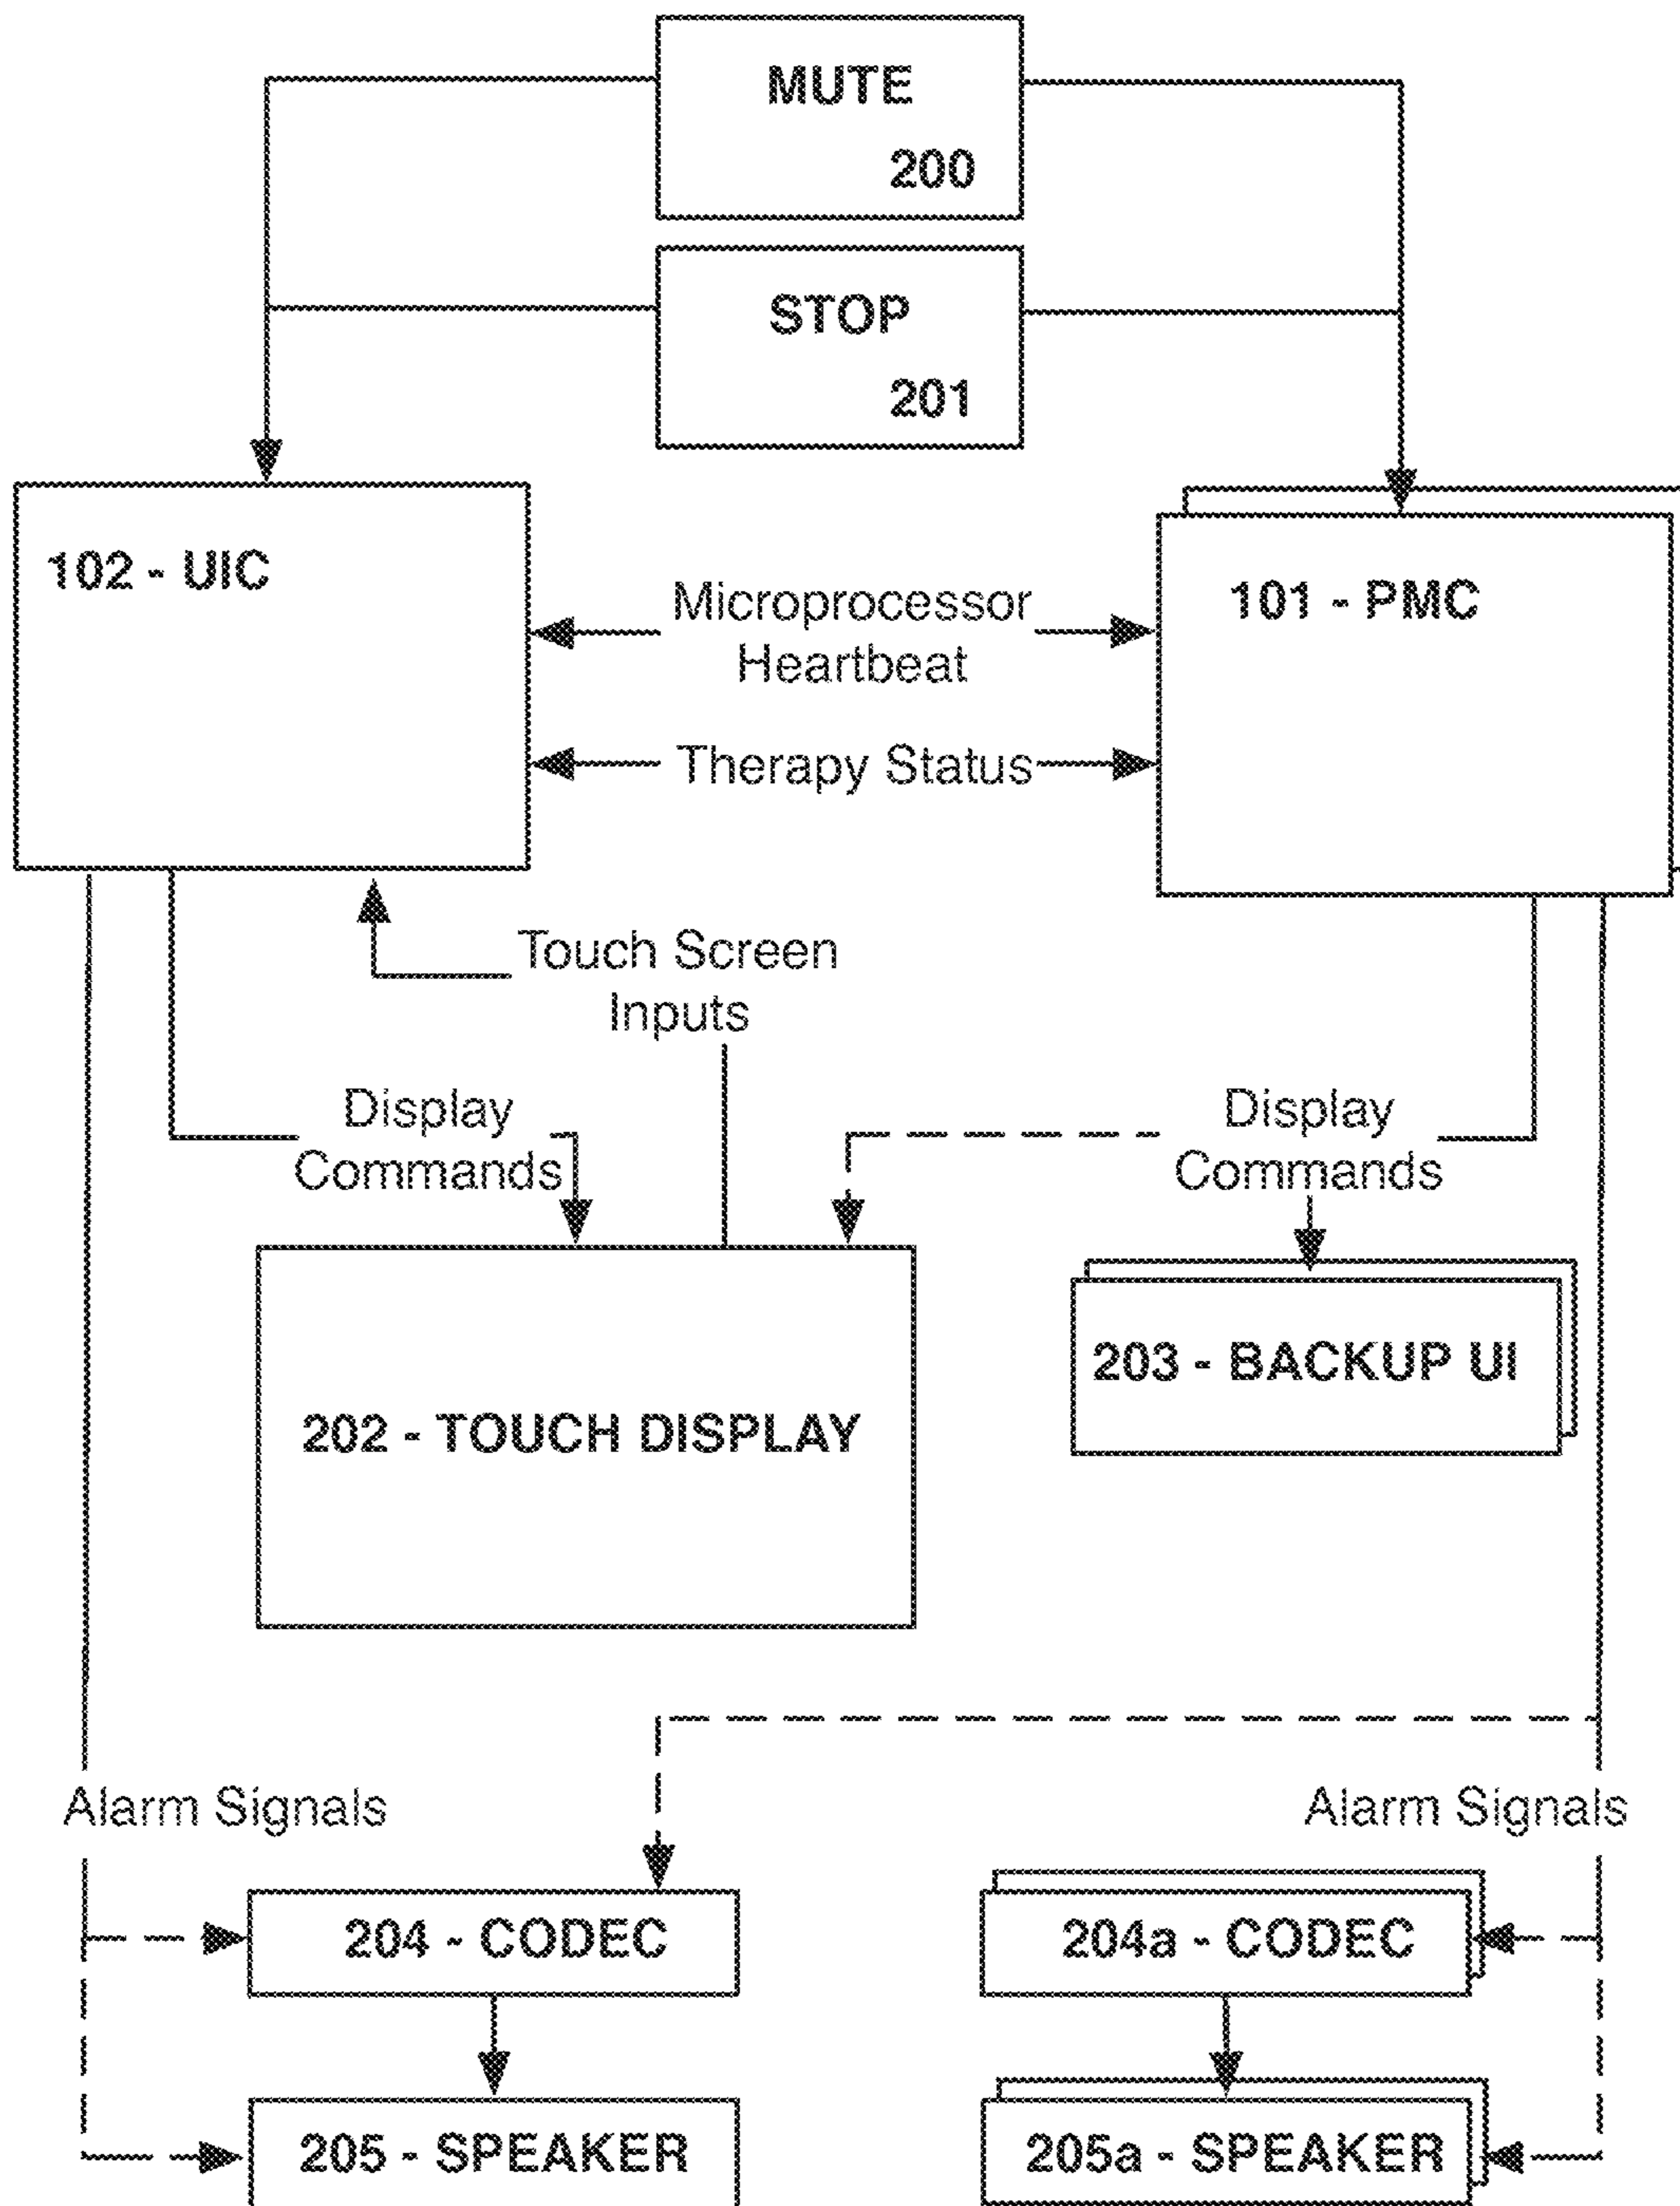 MUTE
200
STOP
201
102 - UIC
101 - PMC
Microprocessor
Heartbeat
Therapy Status
Touch Screen
Inputs
Display
Commands
Display
Commands
203 - BACKUP UI
202 - TOUCH DISPLAY
Alarm Signals
Alarm Signals
204 - CODEC
204a - CODEC
205 - SPEAKER
205a - SPEAKER